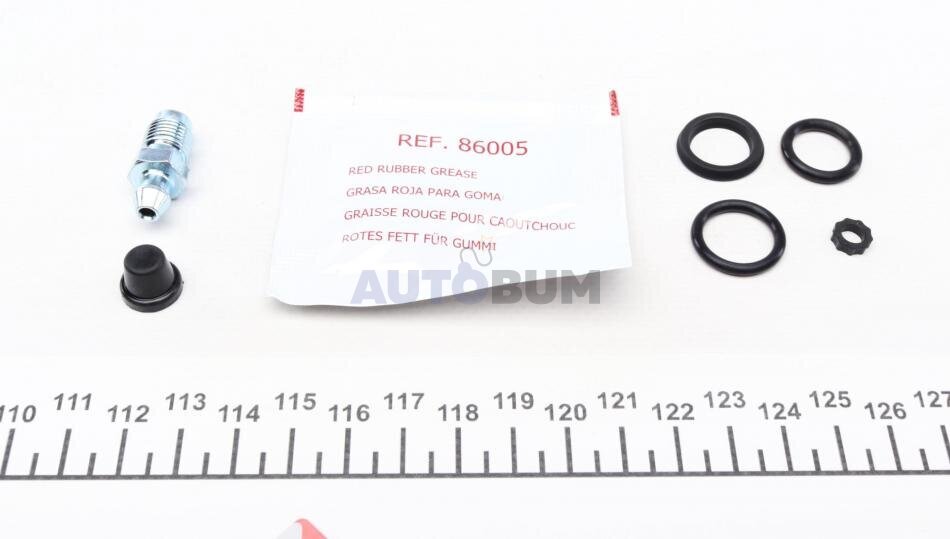 REF. 86005
RED RUBBER GREASE
GRASA ROJA PARA GOMA
GRAISSE ROUGE POUR CAOUTCHOUC
ROTES FETT FÜR GUMMI
AUTOBUM
110 111 112 113 114 115 116 117 118 119 120 121 122 123 124 125 126 127